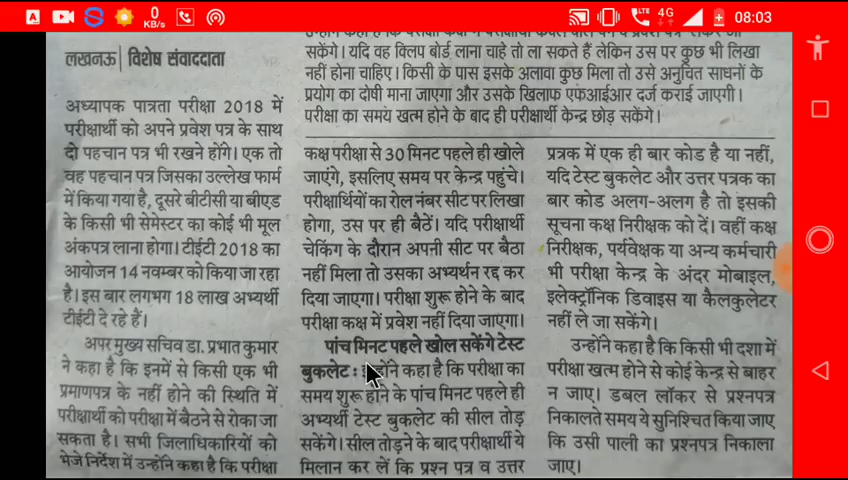 0
KB/s
4G
08:03
लखनऊ | विशेष संवाददाता
अध्यापक पात्रता परीक्षा 2018 में
परीक्षार्थी को अपने प्रवेश पत्र के साथ
दो पहचान पत्र भी रखने होंगे। एक तो
वह पहचान पत्र जिसका उल्लेख फार्म
में किया गया है, दूसरे बीटीसी या बीएड
के किसी भी सेमेस्टर का कोई भी मूल
अंकपत्र लाना होगा। टीईटी 2018 का
आयोजन 14 नवम्बर को किया जा रहा
है। इस बार लगभग 18 लाख अभ्यर्थी
टीईटी दे रहे हैं।
अपर मुख्य सचिव डा. प्रभात कुमार
ने कहा है कि इनमें से किसी एक भी
प्रमाणपत्र के नहीं होने की स्थिति में
परीक्षार्थी को परीक्षा में बैठने से रोका जा
सकता है। सभी जिलाधिकारियों को
भेजे निर्देश में उन्होंने कहा है कि परीक्षा
सकेंगे। यदि वह क्लिप बोर्ड लाना चाहे तो ला सकते हैं लेकिन उस पर कुछ भी लिखा
नहीं होना चाहिए। किसी के पास इसके अलावा कुछ मिला तो उसे अनुचित साधनों के
प्रयोग का दोषी माना जाएगा और उसके खिलाफ एफआईआर दर्ज कराई जाएगी।
परीक्षा का समय खत्म होने के बाद ही परीक्षार्थी केन्द्र छोड़ सकेंगे।
कक्ष परीक्षा से 30 मिनट पहले ही खोले
जाएंगे, इसलिए समय पर केन्द्र पहुंचे।
परीक्षार्थियों का रोल नंबर सीट पर लिखा
होगा, उस पर ही बैठें। यदि परीक्षार्थी
चेकिंग के दौरान अपनी सीट पर बैठा
नहीं मिला तो उसका अभ्यर्थन रद्द कर
दिया जाएगा। परीक्षा शुरू होने के बाद
परीक्षा कक्ष में प्रवेश नहीं दिया जाएगा।
पांच मिनट पहले खोल सकेंगे टेस्ट
बुकलेट: उन्होंने कहा है कि परीक्षा का
समय शुरू होने के पांच मिनट पहले ही
अभ्यर्थी टेस्ट बुकलेट की सील तोड़
सकेंगे। सील तोड़ने के बाद परीक्षार्थी ये
मिलान कर लें कि प्रश्न पत्र व उत्तर
प्रत्रक में एक ही बार कोड है या नहीं,
यदि टेस्ट बुकलेट और उत्तर पत्रक का
बार कोड अलग-अलग है तो इसकी
सूचना कक्ष निरीक्षक को दें। वहीं कक्ष
निरीक्षक, पर्यवेक्षक या अन्य कर्मचारी
भी परीक्षा केन्द्र के अंदर मोबाइल,
इलेक्ट्रॉनिक डिवाइस या कैलकुलेटर
नहीं ले जा सकेंगे।
उन्होंने कहा है कि किसी भी दशा में
परीक्षा खत्म होने से कोई केन्द्र से बाहर
न जाए। डबल लॉकर से प्रश्नपत्र
निकालते समय ये सुनिश्चित किया जाए
कि उसी पाली का प्रश्नपत्र निकाला
जाए।